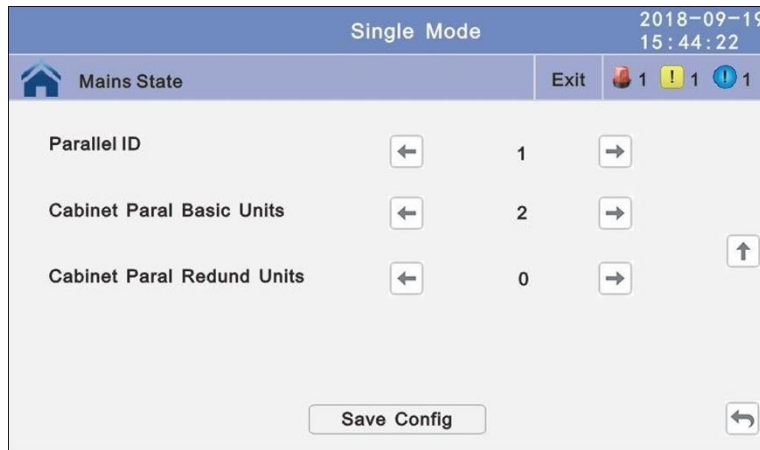 Single Mode
2018-09-19
15:44:22
Mains State
Exit
1
! 1
! 1
Parallel ID
1
Cabinet Paral Basic Units
2
Cabinet Paral Redund Units
0
Save Config